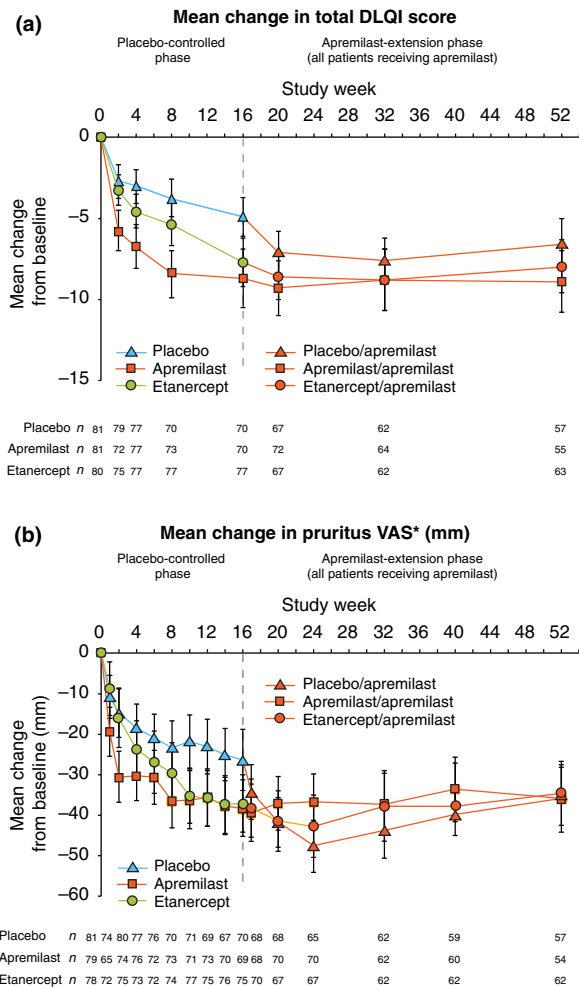 (a)
Mean change in total DLQI score
Placebo-controlled phase
Apremilast-extension phase
(all patients receiving apremilast)
Study week
0 4 8 12 16 20 24 28 32 36 40 44 48 52
0
−5
−10
−15
Mean change
from baseline
Placebo
Apremilast
Etanercept
Placebo/apremilast
Apremilast/apremilast
Etanercept/apremilast
Placebo n 81 79 77 70 70 67 62 57
Apremilast n 81 72 77 73 70 72 64 55
Etanercept n 80 75 77 77 77 67 62 63
(b)
Mean change in pruritus VAS* (mm)
Placebo-controlled phase
Apremilast-extension phase
(all patients receiving apremilast)
Study week
0 4 8 12 16 20 24 28 32 36 40 44 48 52
0
−10
−20
−30
−40
−50
−60
Mean change
from baseline (mm)
Placebo/apremilast
Apremilast/apremilast
Etanercept/apremilast
Placebo
Apremilast
Etanercept
Placebo n 81 74 80 77 76 70 71 69 67 70 68 68 65 62 59 57
Apremilast n 79 65 74 76 72 73 71 73 70 69 68 70 70 62 60 54
Etanercept n 78 72 75 73 72 74 77 75 76 75 70 67 67 62 62 62